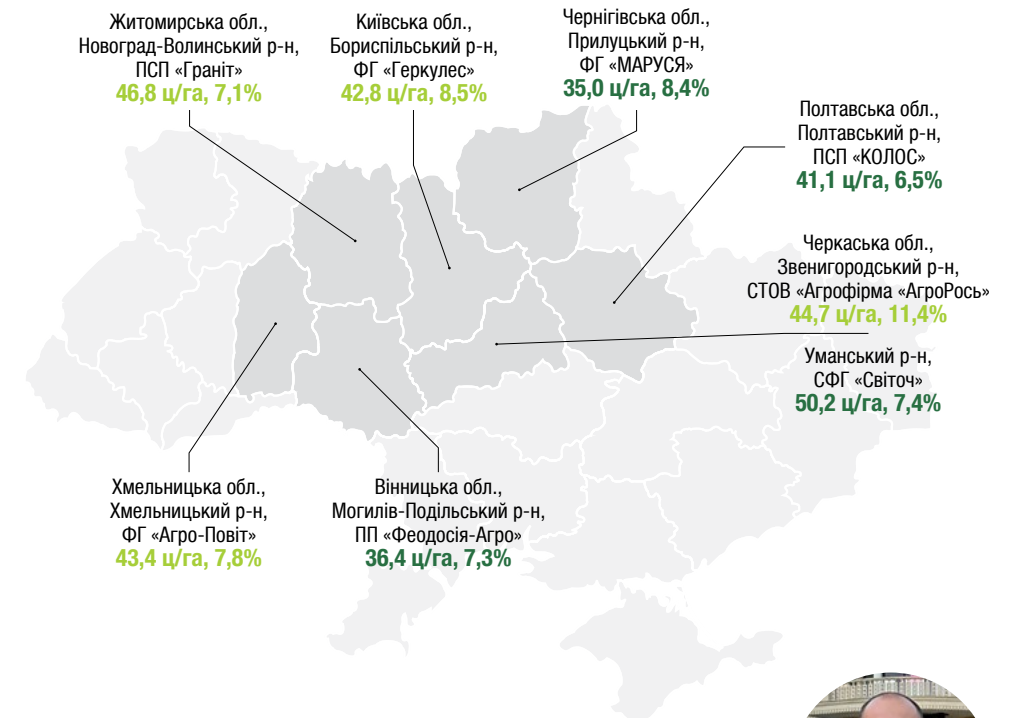 Житомирська обл.,
Новоград-Волинський р-н,
ПСП «Граніт»
46,8 ц/га, 7,1%
Київська обл.,
Бориспільський р-н,
ФГ «Геркулес»
42,8 ц/га, 8,5%
Чернігівська обл.,
Прилуцький р-н,
ФГ «МАРУСЯ»
35,0 ц/га, 8,4%
Полтавська обл.,
Полтавський р-н,
ПСП «КОЛОС»
41,1 ц/га, 6,5%
Черкаська обл.,
Звенигородський р-н,
СТОВ «Агрофірма «АгроРось»
44,7 ц/га, 11,4%
Уманський р-н,
СФГ «Світоч»
50,2 ц/га, 7,4%
Хмельницька обл.,
Хмельницький р-н,
ФГ «Агро-Повіт»
43,4 ц/га, 7,8%
Вінницька обл.,
Могилів-Подільський р-н,
ПП «Феодосія-Агро»
36,4 ц/га, 7,3%